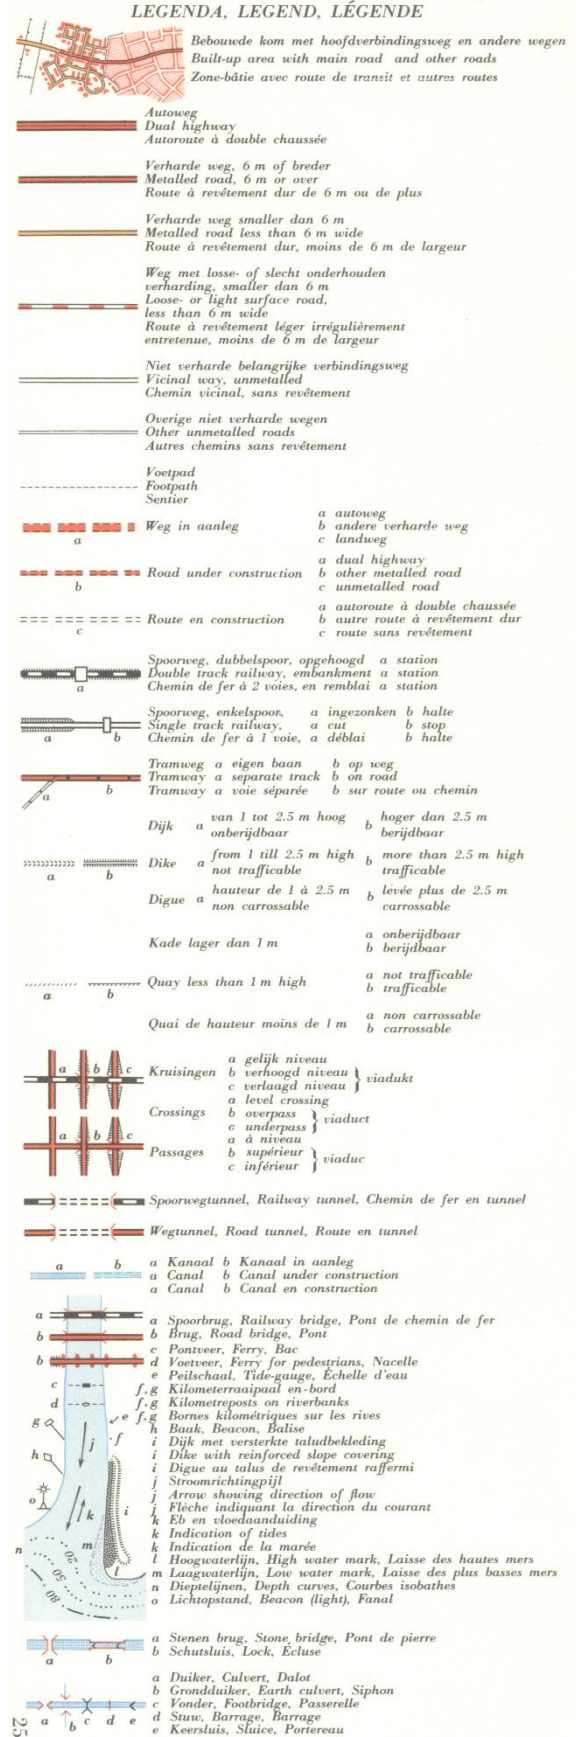 LEGENDA, LEGEND, LÉGENDE
Bebouwde kom met hoofdverbindingsweg en andere wegen
Built-up area with main road and other roads
Zone-bâtie avec route de transit et autres routes
Autoweg
Dual highway
Autoroute à double chaussée
Verharde weg, 6 m of breder
Metalled road, 6 m or over
Route à revêtement dur de 6 m ou de plus
Verharde weg smaller dan 6 m
Metalled road less than 6 m wide
Route à revêtement dur, moins de 6 m de largeur
Weg met losse- of slecht onderhouden
verharding, smaller dan 6 m
Loose- or light surface road,
less than 6 m wide
Route à revêtement léger irrégulièrement
entretenue, moins de 6 m de largeur
Niet verharde belangrijke verbindingsweg
Vicinal way, unmetalled
Chemin vicinal, sans revêtement
Overige niet verharde wegen
Other unmetalled roads
Autres chemins sans revêtement
Voetpad
Footpath
Sentier
a autoweg
Weg in aanleg b andere verharde weg
a c landweg
a dual highway
Road under construction b other metalled road
b c unmetalled road
a autoroute à double chaussée
Route en construction b autre route à revêtement dur
c c route sans revêtement
Spoorweg, dubbelspoor, opgehoogd a station
Double track railway, embankment a station
a Chemin de fer à 2 voies, en remblai a station
Spoorweg, enkelspoor, a ingezonken b halte
Single track railway, a cut b stop
a b Chemin de fer à 1 voie, a déblai b halte
Tramweg a eigen baan b op weg
Tramway a separate track b on road
a b Tramway a voie séparée b sur route ou chemin
Dijk a van 1 tot 2.5 m hoog b hoger dan 2.5 m
onberijdbaar berijdbaar
Dike a from 1 till 2.5 m high b more than 2.5 m high
a b not trafficable trafficable
Digue a hauteur de 1 à 2.5 m b levée plus de 2.5 m
non carrossable carrossable
Kade lager dan 1 m a onberijdbaar
b berijdbaar
Quay less than 1 m high a not trafficable
a b b trafficable
Quai de hauteur moins de 1 m a non carrossable
b carrossable
a gelijk niveau
a b c Kruisingen b verhoogd niveau } viadukt
c verlaagd niveau
a level crossing
Crossings b overpass } viaduct
c underpass
a b c a à niveau
Passages b supérieur } viaduc
c inférieur
Spoorwegtunnel, Railway tunnel, Chemin de fer en tunnel
Wegtunnel, Road tunnel, Route en tunnel
a b a Kanaal b Kanaal in aanleg
a Canal b Canal under construction
a Canal b Canal en construction
a a Spoorbrug, Railway bridge, Pont de chemin de fer
b b Brug, Road bridge, Pont
c Pontveer, Ferry, Bac
b d Voetveer, Ferry for pedestrians, Nacelle
e Peilschaal, Tide-gauge, Échelle d'eau
c f,g Kilometerraaipaal en-bord
d f,g Kilometreposts on riverbanks
g e f,g Bornes kilométriques sur les rives
h Baak, Beacon, Balise
f i Dijk met versterkte taludbekleding
j i Dike with reinforced slope covering
h i Digue au talus de revêtement raffermi
j Stroomrichtingpijl
j Arrow showing direction of flow
o j Flèche indiquant la direction du courant
k i k Eb en vloedaanduiding
k Indication of tides
m k Indication de la marée
n l Hoogwaterlijn, High water mark, Laisse des hautes mers
20 l m Laagwaterlijn, Low water mark, Laisse des plus basses mers
50 n Dieptelijnen, Depth curves, Courbes isobathes
80 o Lichtopstand, Beacon (light), Fanal
a Stenen brug, Stone bridge, Pont de pierre
a b b Schutsluis, Lock, Écluse
a Duiker, Culvert, Dalot
b Grondduiker, Earth culvert, Siphon
c Vonder, Footbridge, Passerelle
a b c d e d Stuw, Barrage, Barrage
e Keersluis, Sluice, Portereau
25